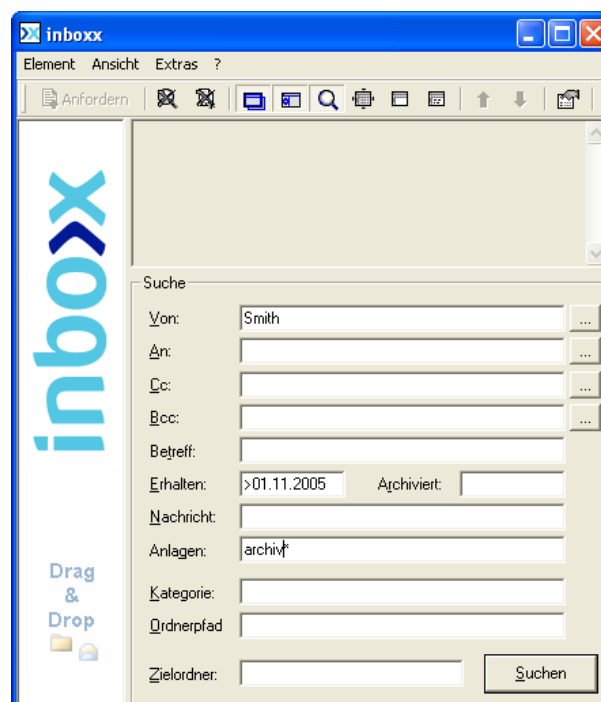 inboxx
Element Ansicht Extras ?
Anfordern
inboxx
Suche
Von: Smith ...
An: ...
Cc: ...
Bcc: ...
Betreff:
Erhalten: >01.11.2005 Archiviert:
Nachricht:
Anlagen: archiv*
Kategorie:
Ordnerpfad
Zielordner: Suchen
Drag
&
Drop